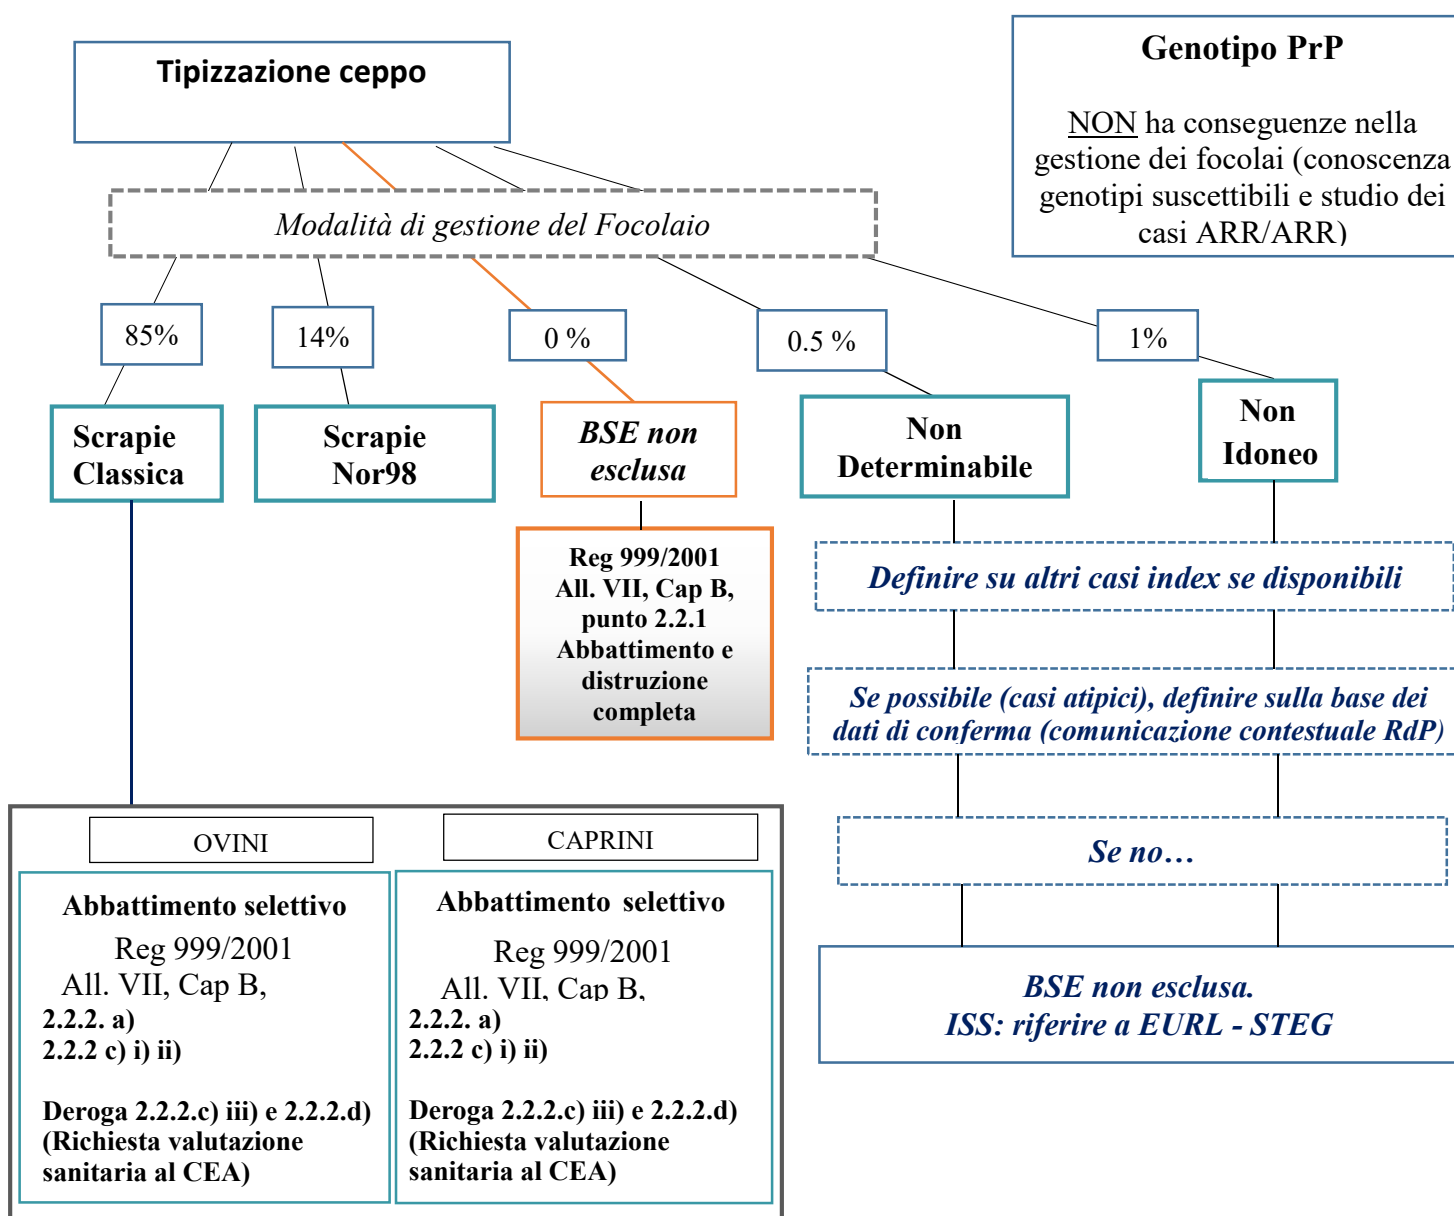 Tipizzazione ceppo
Genotipo PrP
NON ha conseguenze nella
gestione dei focolai (conoscenza
genotipi suscettibili e studio dei
casi ARR/ARR)
Modalità di gestione del Focolaio
85%
14%
0 %
0.5 %
1%
Scrapie
Classica
Scrapie
Nor98
BSE non
esclusa
Non
Determinabile
Non
Idoneo
Reg 999/2001
All. VII, Cap B,
punto 2.2.1
Abbattimento e
distruzione
completa
Definire su altri casi index se disponibili
Se possibile (casi atipici), definire sulla base dei
dati di conferma (comunicazione contestuale RdP)
Se no…
BSE non esclusa.
ISS: riferire a EURL - STEG
OVINI
Abbattimento selettivo
Reg 999/2001
All. VII, Cap B,
2.2.2. a)
2.2.2 c) i) ii)
Deroga 2.2.2.c) iii) e 2.2.2.d)
(Richiesta valutazione
sanitaria al CEA)
CAPRINI
Abbattimento selettivo
Reg 999/2001
All. VII, Cap B,
2.2.2. a)
2.2.2 c) i) ii)
Deroga 2.2.2.c) iii) e 2.2.2.d)
(Richiesta valutazione
sanitaria al CEA)